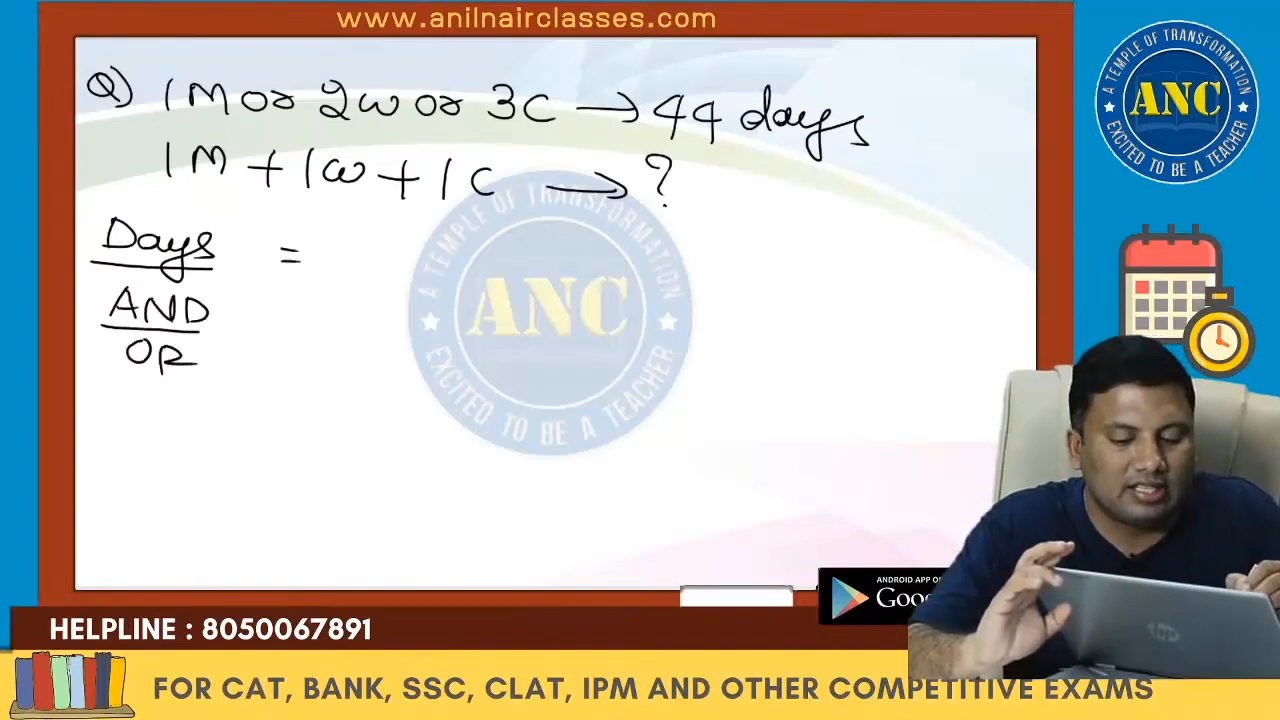 www.anilnairclasses.com
Q) 1M or 2w or 3C → 44 days
1M + 1w + 1C → ?
Days =
AND
OR
A TEMPLE OF TRANSFORMATION
ANC
EXCITED TO BE A TEACHER
A TEMPLE OF TRANSFORMATION
ANC
EXCITED TO BE A TEACHER
ANDROID APP O
Goo
hp
HELPLINE : 8050067891
FOR CAT, BANK, SSC, CLAT, IPM AND OTHER COMPETITIVE EXAMS